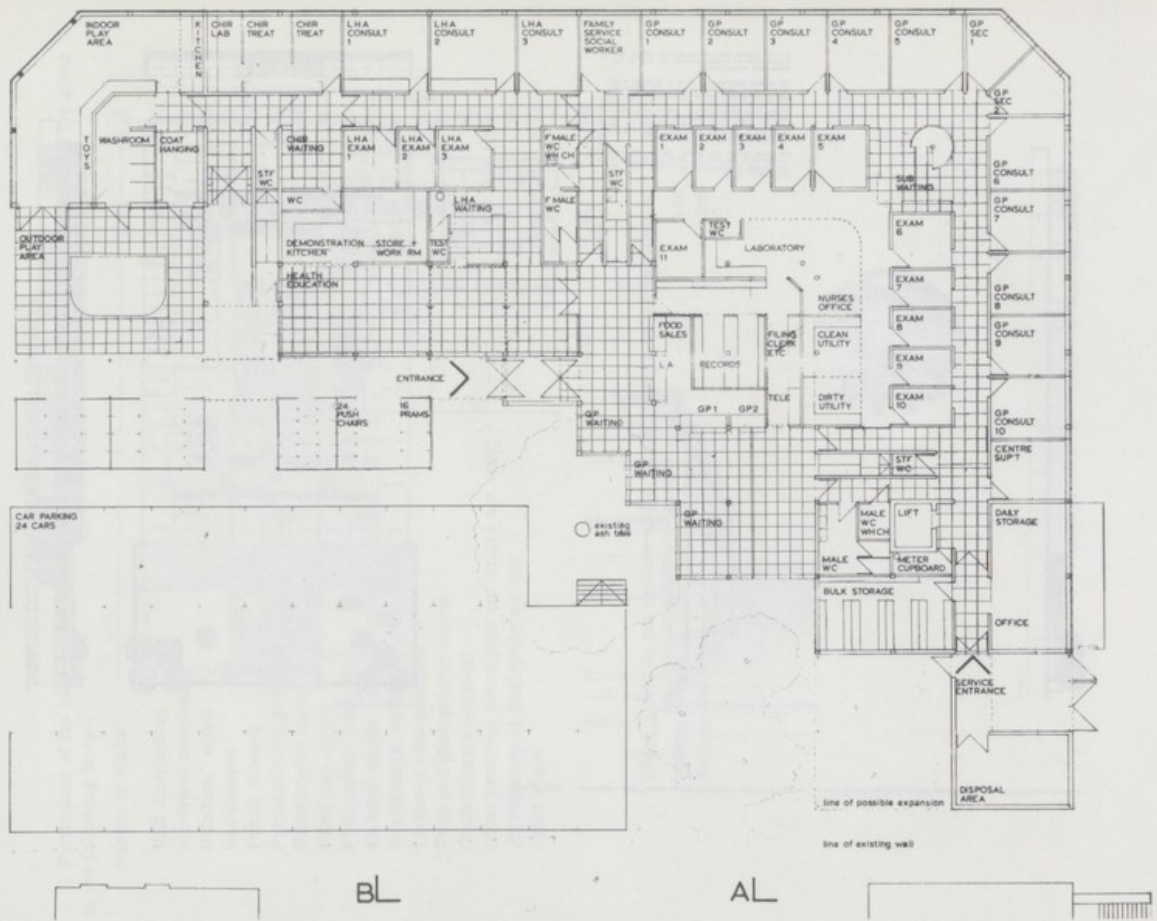 INDOOR
PLAY
AREA
KITCHEN
CHIR
LAB
CHIR
TREAT
CHIR
TREAT
LHA
CONSULT
1
LHA
CONSULT
2
LHA
CONSULT
3
FAMILY
SERVICE
SOCIAL
WORKER
GP
CONSULT
1
GP
CONSULT
2
GP
CONSULT
3
GP
CONSULT
4
GP
CONSULT
5
GP
SEC
1
GP
SEC
2
TOYS
WASHROOM
COAT
HANGING
STF
WC
CHIR
WAITING
LHA
EXAM
1
LHA
EXAM
2
LHA
EXAM
3
F MALE
WC
WHCH
STF
WC
EXAM
1
EXAM
2
EXAM
3
EXAM
4
EXAM
5
SUB
WAITING
GP
CONSULT
6
GP
CONSULT
7
WC
LHA
WAITING
F MALE
WC
OUTDOOR
PLAY
AREA
DEMONSTRATION
KITCHEN
STORE +
WORK RM
TEST
WC
EXAM
11
TEST
WC
LABORATORY
EXAM
6
HEALTH
EDUCATION
EXAM
7
GP
CONSULT
8
NURSES
OFFICE
EXAM
8
GP
CONSULT
9
FOOD
SALES
FILING
CLERK
ETC
CLEAN
UTILITY
L A
RECORDS
EXAM
9
ENTRANCE
TELE
DIRTY
UTILITY
EXAM
10
GP
CONSULT
10
24
PUSH
CHAIRS
16
PRAMS
GP
WAITING
GP1
GP2
CENTRE
SUP'T
GP
WAITING
STF
WC
CAR PARKING
24 CARS
existing
ash tree
GP
WAITING
MALE
WC
WHCH
LIFT
DAILY
STORAGE
MALE
WC
METER
CUPBOARD
BULK STORAGE
OFFICE
SERVICE
ENTRANCE
DISPOSAL
AREA
line of possible expansion
line of existing wall
B
A